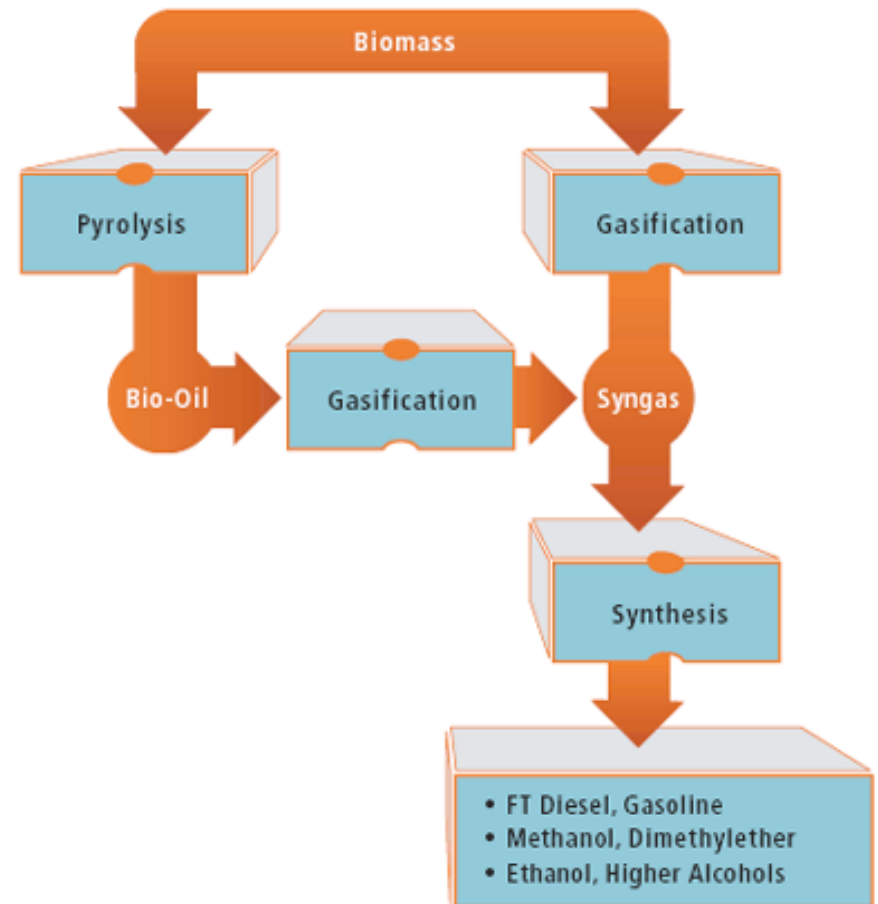 Biomass
Pyrolysis
Gasification
Bio-Oil
Gasification
Syngas
Synthesis
• FT Diesel, Gasoline
• Methanol, Dimethylether
• Ethanol, Higher Alcohols